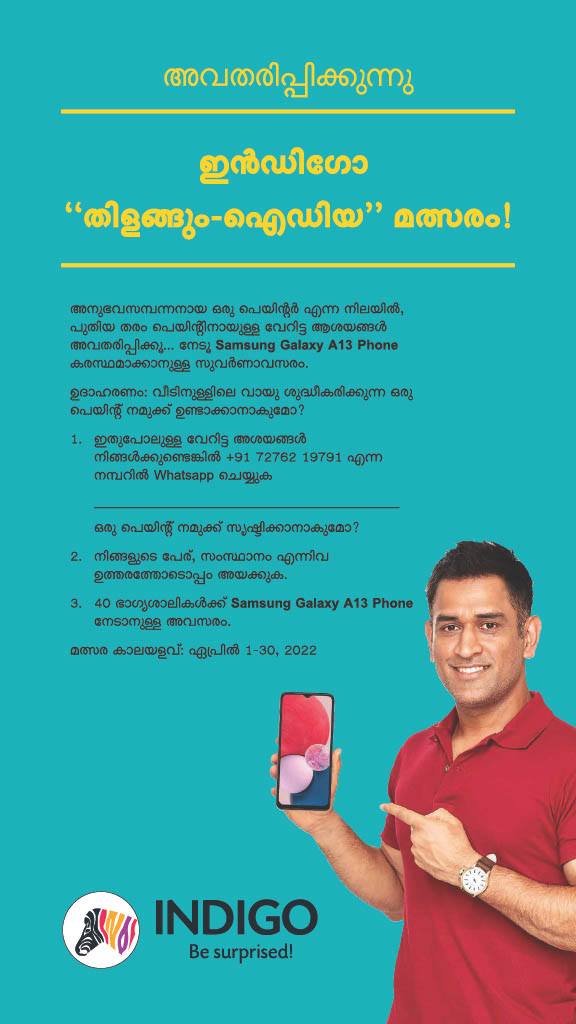 അവതരിപ്പിക്കുന്നു
ഇൻഡിഗോ
“തിളങ്ങും-ഐഡിയ” മത്സരം!
അനുഭവസമ്പന്നനായ ഒരു പെയിന്റർ എന്ന നിലയിൽ,
പുതിയ തരം പെയിന്റിനായുള്ള വേറിട്ട ആശയങ്ങൾ
അവതരിപ്പിക്കൂ... നേടൂ Samsung Galaxy A13 Phone
കരസ്ഥമാക്കാനുള്ള സുവർണാവസരം.
ഉദാഹരണം: വീടിനുള്ളിലെ വായു ശുദ്ധീകരിക്കുന്ന ഒരു
പെയിന്റ് നമുക്ക് ഉണ്ടാക്കാനാകുമോ?
1. ഇതുപോലുള്ള വേറിട്ട അശയങ്ങൾ
നിങ്ങൾക്കുണ്ടെങ്കിൽ +91 72762 19791 എന്ന
നമ്പറിൽ Whatsapp ചെയ്യുക
ഒരു പെയിന്റ് നമുക്ക് സൃഷ്ടിക്കാനാകുമോ?
2. നിങ്ങളുടെ പേര്, സംസ്ഥാനം എന്നിവ
ഉത്തരത്തോടൊപ്പം അയക്കുക.
3. 40 ഭാഗ്യശാലികൾക്ക് Samsung Galaxy A13 Phone
നേടാനുള്ള അവസരം.
മത്സര കാലയളവ്: ഏപ്രിൽ 1-30, 2022
INDIGO
Be surprised!